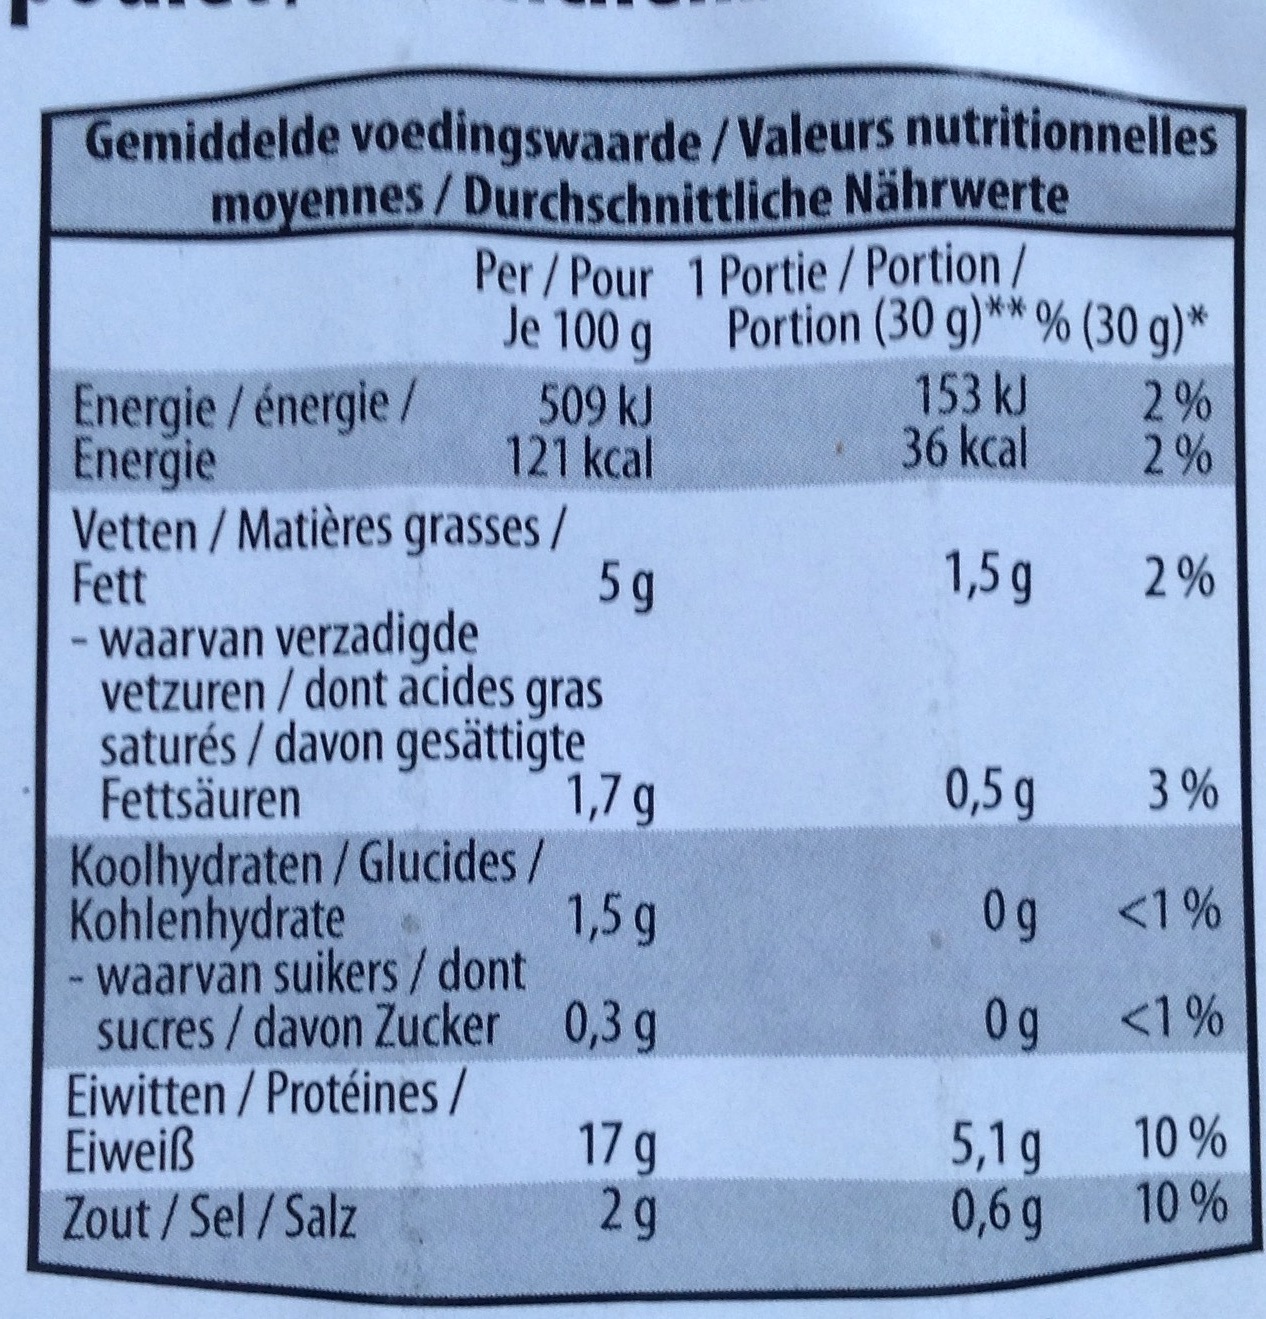 Gemiddelde voedingswaarde / Valeurs nutritionnelles
moyennes / Durchschnittliche Nährwerte
Per / Pour 1 Portie / Portion /
Je 100 g Portion (30 g)** % (30 g)*
Energie / énergie / 509 kJ 153 kJ 2 %
Energie 121 kcal 36 kcal 2 %
Vetten / Matières grasses /
Fett 5 g 1,5 g 2 %
- waarvan verzadigde
vetzuren / dont acides gras
saturés / davon gesättigte
Fettsäuren 1,7 g 0,5 g 3 %
Koolhydraten / Glucides /
Kohlenhydrate 1,5 g 0 g <1 %
- waarvan suikers / dont
sucres / davon Zucker 0,3 g 0 g <1 %
Eiwitten / Protéines /
Eiweiß 17 g 5,1 g 10 %
Zout / Sel / Salz 2 g 0,6 g 10 %